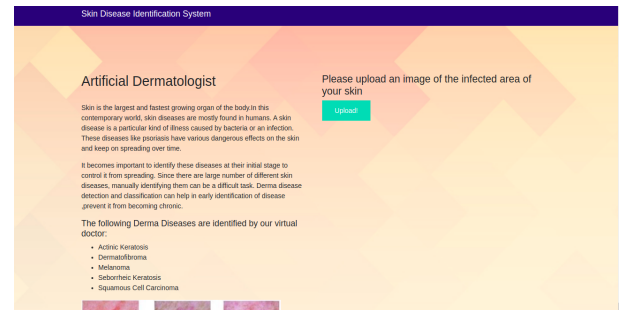 Skin Disease Identification System
Artificial Dermatologist
Skin is the largest and fastest growing organ of the body.In this
contemporary world, skin diseases are mostly found in humans. A skin
disease is a particular kind of illness caused by bacteria or an infection.
These diseases like psoriasis have various dangerous effects on the skin
and keep on spreading over time.
It becomes important to identify these diseases at their initial stage to
control it from spreading. Since there are large number of different skin
diseases, manually identifying them can be a difficult task. Derma disease
detection and classification can help in early identification of disease
,prevent it from becoming chronic.
The following Derma Diseases are identified by our virtual
doctor:
• Actinic Keratosis
• Dermatofibroma
• Melanoma
• Seborrheic Keratosis
• Squamous Cell Carcinoma
Please upload an image of the infected area of
your skin
Upload!